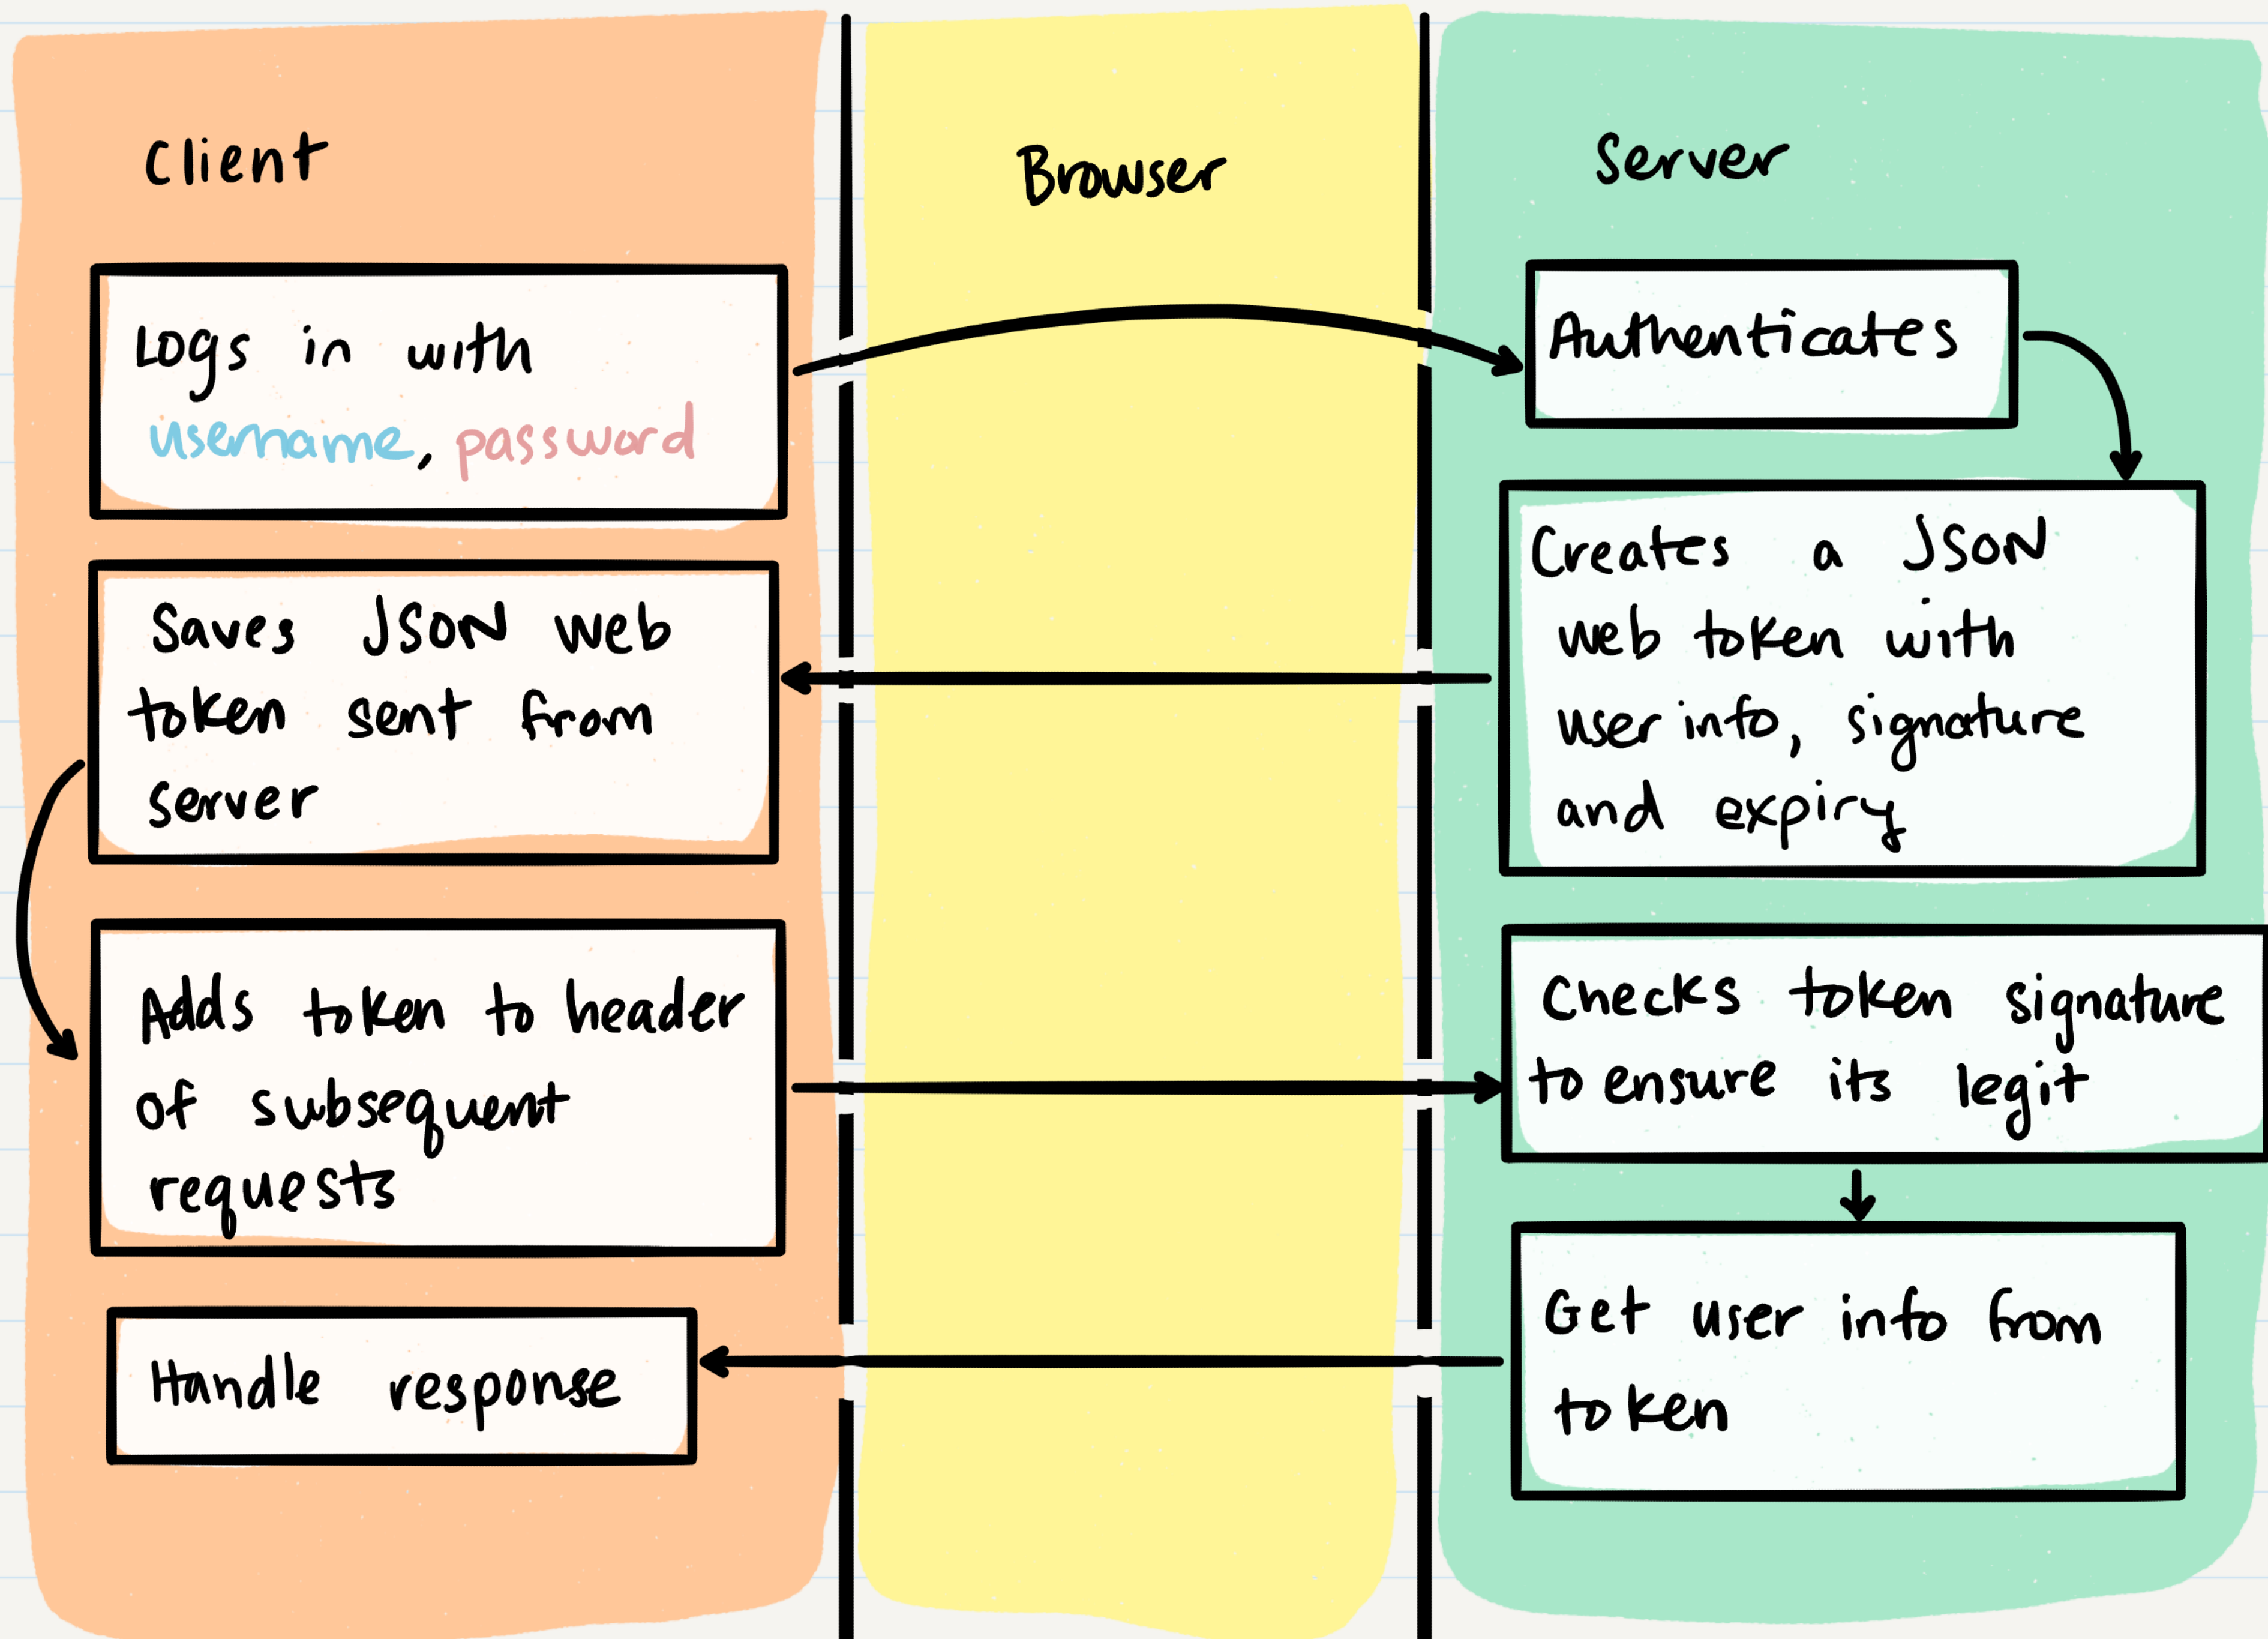 Client
Browser
Server
Logs in with
username, password
Authenticates
Creates a JSON
web token with
user info, signature
and expiry
Saves JSON web
token sent from
server
Adds token to header
of subsequent
requests
Checks token signature
to ensure its legit
Get user info from
token
Handle response